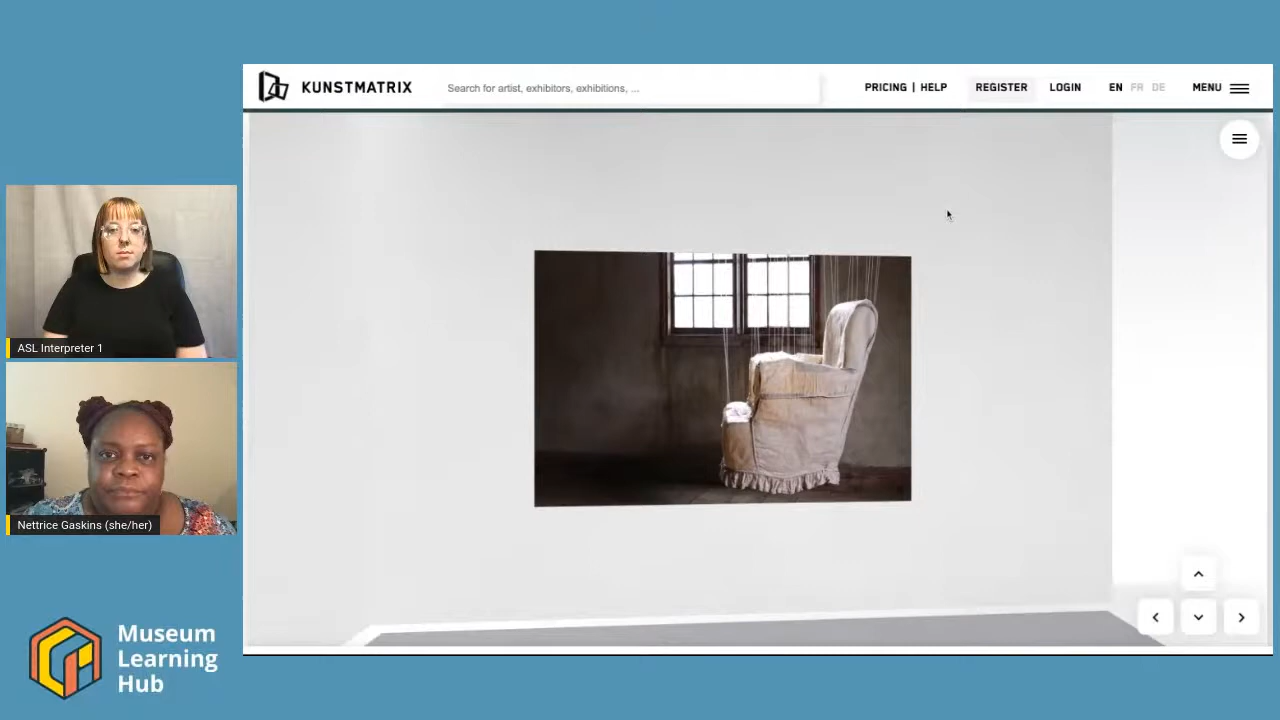 KUNSTMATRIX
Search for artist, exhibitors, exhibitions, ...
PRICING | HELP
REGISTER
LOGIN
EN FR DE
MENU
ASL Interpreter 1
Nettrice Gaskins (she/her)
Museum
Learning
Hub